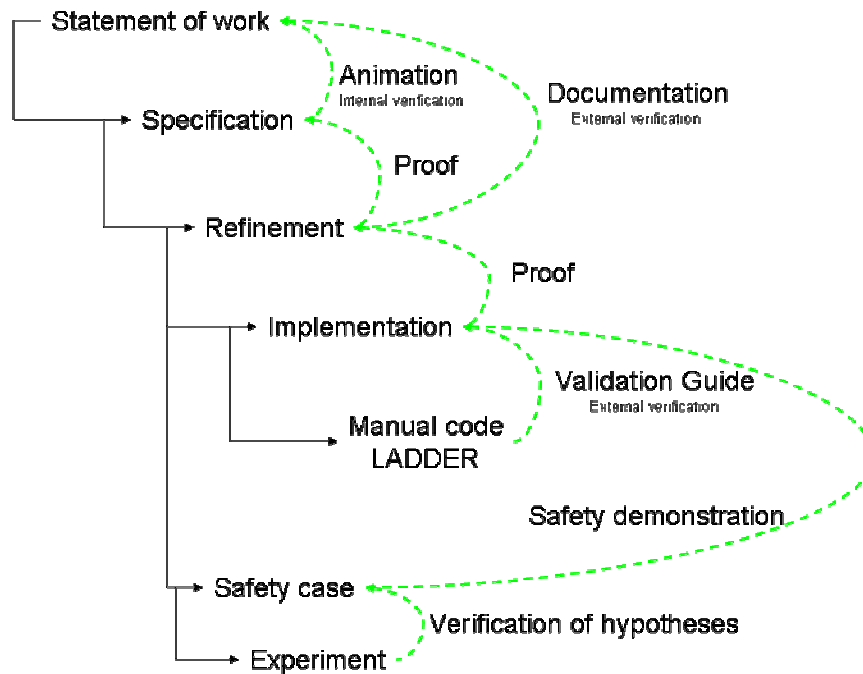 Statement of work
Animation
Internal verification
Documentation
External verification
Specification
Proof
Refinement
Proof
Implementation
Validation Guide
External verification
Manual code
LADDER
Safety demonstration
Safety case
Verification of hypotheses
Experiment